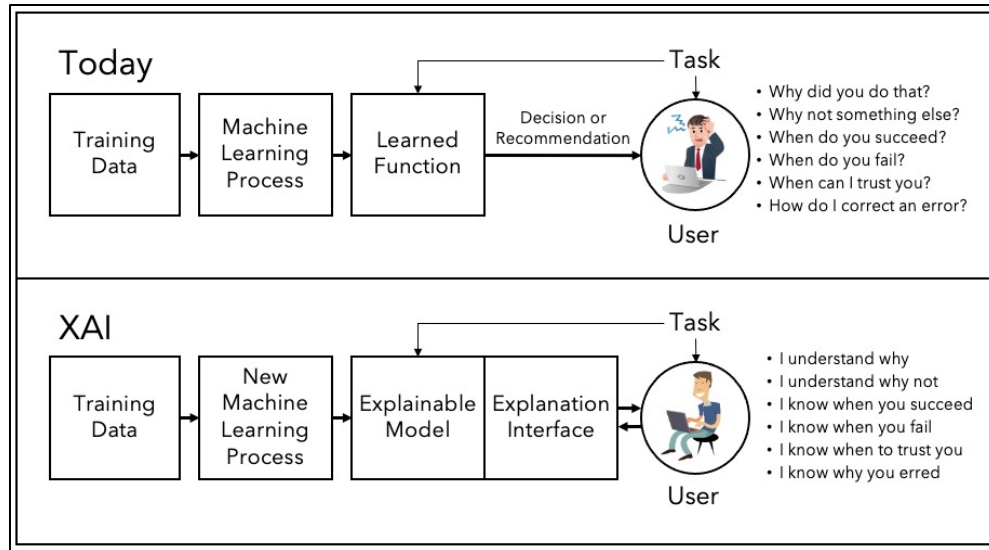 Today
Task
Training
Data
Machine
Learning
Process
Learned
Function
Decision or
Recommendation
User
• Why did you do that?
• Why not something else?
• When do you succeed?
• When do you fail?
• When can I trust you?
• How do I correct an error?
XAI
Task
Training
Data
New
Machine
Learning
Process
Explainable
Model
Explanation
Interface
User
• I understand why
• I understand why not
• I know when you succeed
• I know when you fail
• I know when to trust you
• I know why you erred